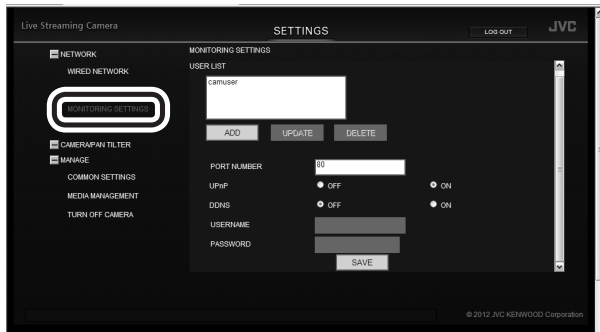 Live Streaming Camera
SETTINGS
LOG OUT
JVC
NETWORK
WIRED NETWORK
MONITORING SETTINGS
CAMERA/PAN TILTER
MANAGE
COMMON SETTINGS
MEDIA MANAGEMENT
TURN OFF CAMERA
MONITORING SETTINGS
USER LIST
camuser
ADD UPDATE DELETE
PORT NUMBER 80
UPnP OFF ON
DDNS OFF ON
USERNAME
PASSWORD
SAVE
© 2012 JVC KENWOOD Corporation